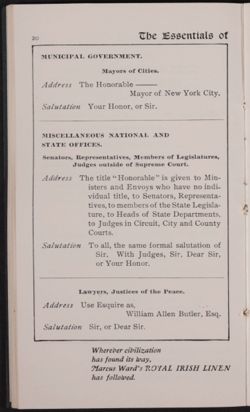 20
The Essentials of
MUNICIPAL GOVERNMENT.
Mayors of Cities.
Address The Honorable ———
Mayor of New York City.
Salutation Your Honor, or Sir.
MISCELLANEOUS NATIONAL AND
STATE OFFICES.
Senators, Representatives, Members of Legislatures,
Judges outside of Supreme Court.
Address The title "Honorable" is given to Min-
isters and Envoys who have no indi-
vidual title, to Senators, Representa-
tives, to members of the State Legisla-
ture, to Heads of State Departments,
to Judges in Circuit, City and County
Courts.
Salutation To all, the same formal salutation of
Sir. With Judges, Sir, Dear Sir,
or Your Honor.
Lawyers, Justices of the Peace.
Address Use Esquire as,
William Allen Butler, Esq.
Salutation Sir, or Dear Sir.
Wherever civilization
has found its way,
Marcus Ward's ROYAL IRISH LINEN
has followed.